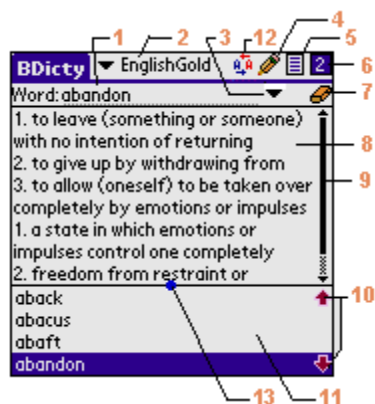 1 2 3 12 4
5
BDicty EnglishGold 2 6
Word: abandon 7
1. to leave (something or someone)
with no intention of returning 8
2. to give up by withdrawing from
3. to allow (oneself) to be taken over 9
completely by emotions or impulses
1. a state in which emotions or
impulses control one completely
2. freedom from restraint or
aback 10
abacus
abaft
abandon
13 11